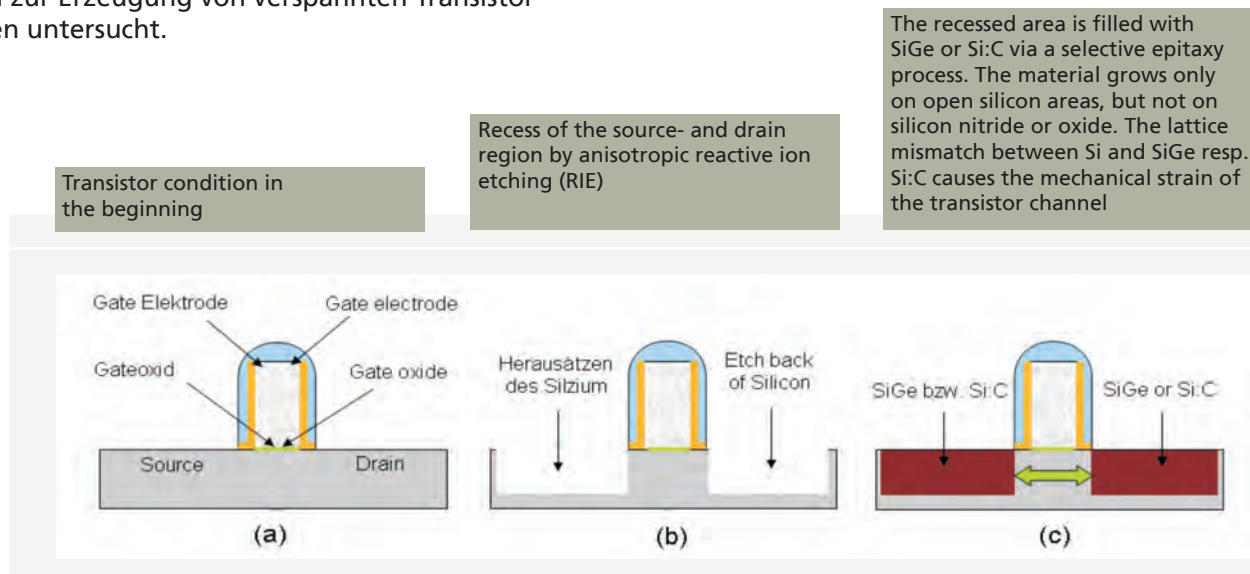 zur Erzeugung von verspannten Transistor
untersucht.
The recessed area is filled with
SiGe or Si:C via a selective epitaxy
process. The material grows only
on open silicon areas, but not on
silicon nitride or oxide. The lattice
mismatch between Si and SiGe resp.
Si:C causes the mechanical strain of
the transistor channel
Recess of the source- and drain
region by anisotropic reactive ion
etching (RIE)
Transistor condition in
the beginning
Gate Elektrode
Gate electrode
Gateoxid
Gate oxide
Source
Drain
(a)
Herausätzen
des Silzium
Etch back
of Silicon
(b)
SiGe bzw. Si:C
SiGe or Si:C
(c)